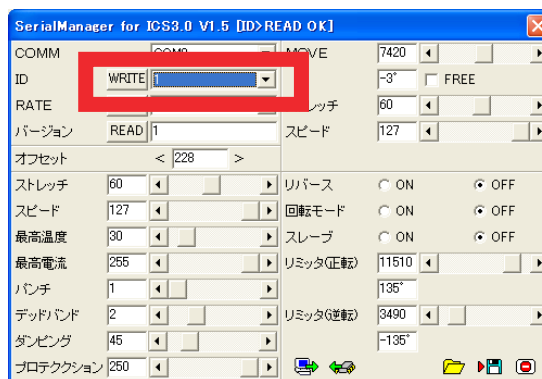 SerialManager for ICS3.0 V1.5 [ID>READ OK]
COMM MOVE 7420
ID WRITE 1 -3° FREE
RATE 60
バージョン READ 1 スピード 127
オフセット < 228 >
ストレッチ 60 リバース ON OFF
スピード 127 回転モード ON OFF
最高温度 30 スレーブ ON OFF
最高電流 255 リミッタ(正転) 11510
パンチ 1 135°
デッドバンド 2 リミッタ(逆転) 3490
ダンピング 45 -135°
プロテククション 250